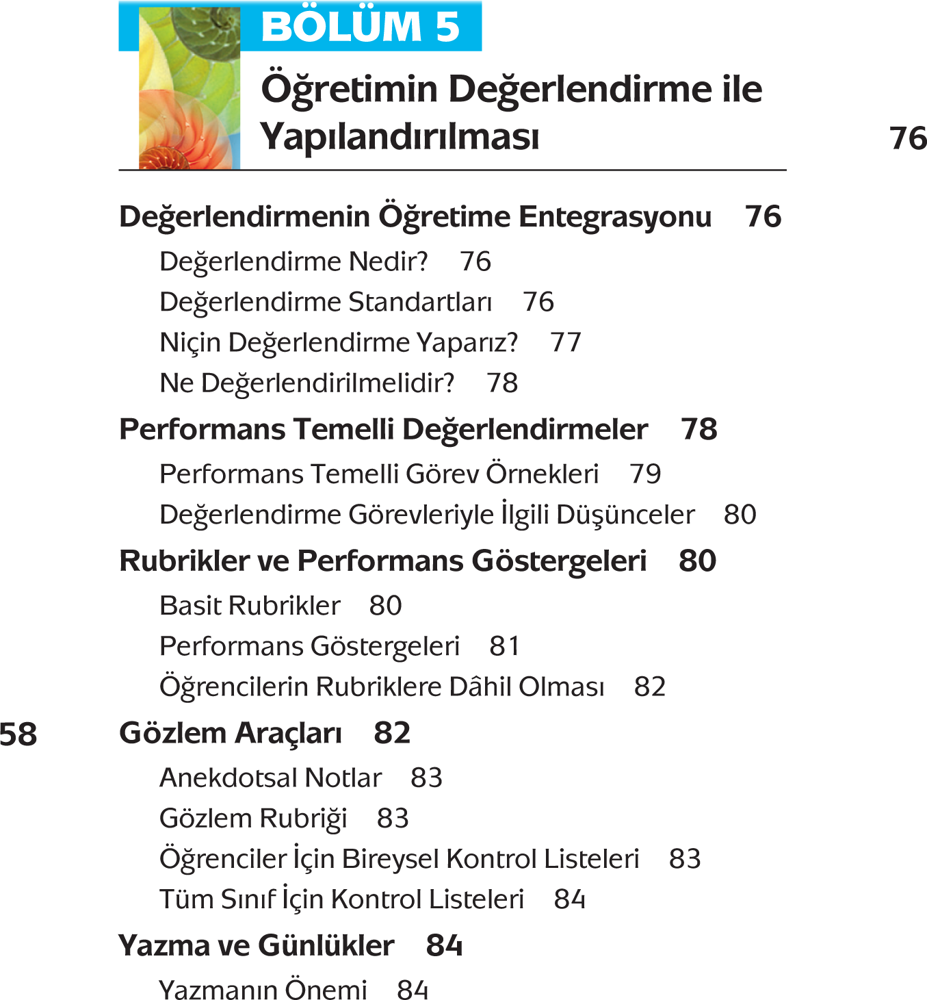 BÖLÜM 5
Öğretimin Değerlendirme ile
Yapılandırılması 76
Değerlendirmenin Öğretime Entegrasyonu 76
Değerlendirme Nedir? 76
Değerlendirme Standartları 76
Niçin Değerlendirme Yaparız? 77
Ne Değerlendirilmelidir? 78
Performans Temelli Değerlendirmeler 78
Performans Temelli Görev Örnekleri 79
Değerlendirme Görevleriyle İlgili Düşünceler 80
Rubrikler ve Performans Göstergeleri 80
Basit Rubrikler 80
Performans Göstergeleri 81
Öğrencilerin Rubriklere Dâhil Olması 82
58 Gözlem Araçları 82
Anekdotsal Notlar 83
Gözlem Rubriği 83
Öğrenciler İçin Bireysel Kontrol Listeleri 83
Tüm Sınıf İçin Kontrol Listeleri 84
Yazma ve Günlükler 84
Yazmanın Önemi 84